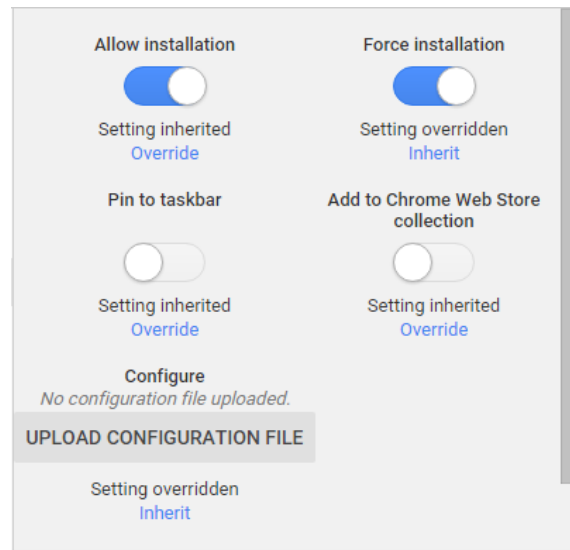 Allow installation
Force installation
Setting inherited
Override
Setting overridden
Inherit
Pin to taskbar
Add to Chrome Web Store
collection
Setting inherited
Override
Setting inherited
Override
Configure
No configuration file uploaded.
UPLOAD CONFIGURATION FILE
Setting overridden
Inherit